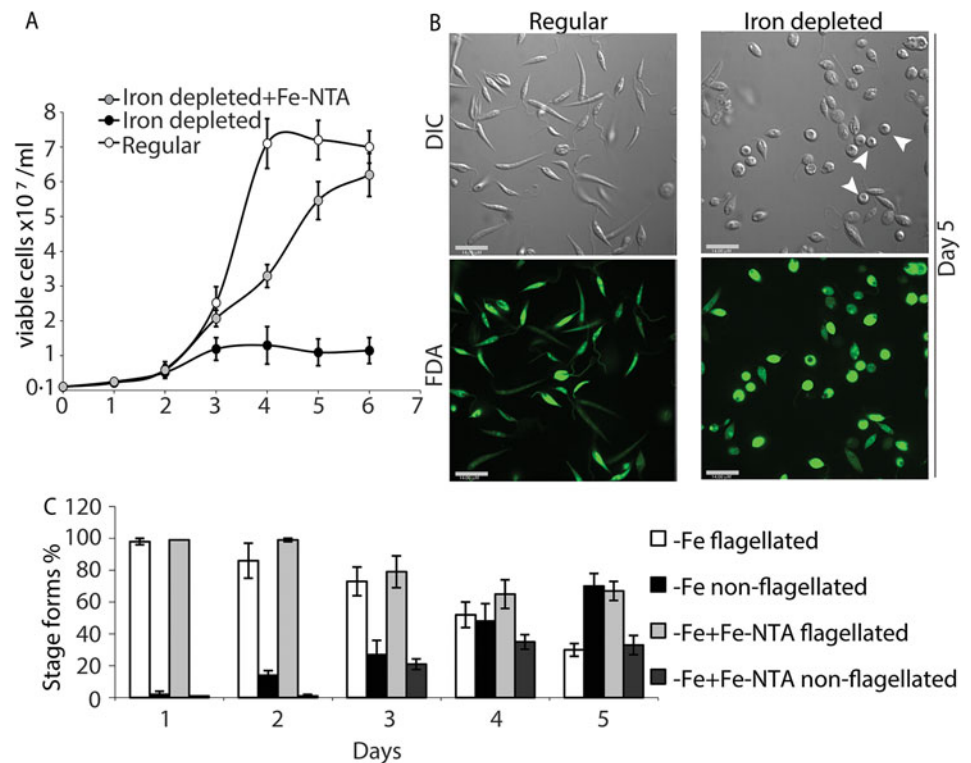 A
Iron depleted+Fe-NTA
Iron depleted
Regular
viable cells x10 7 /ml
8
7
6
5
4
3
2
1
0·1
0 1 2 3 4 5 6 7
B
Regular
Iron depleted
DIC
FDA
Day 5
C
Stage forms %
120
100
80
60
40
20
0
1 2 3 4 5
Days
-Fe flagellated
-Fe non-flagellated
-Fe+Fe-NTA flagellated
-Fe+Fe-NTA non-flagellated